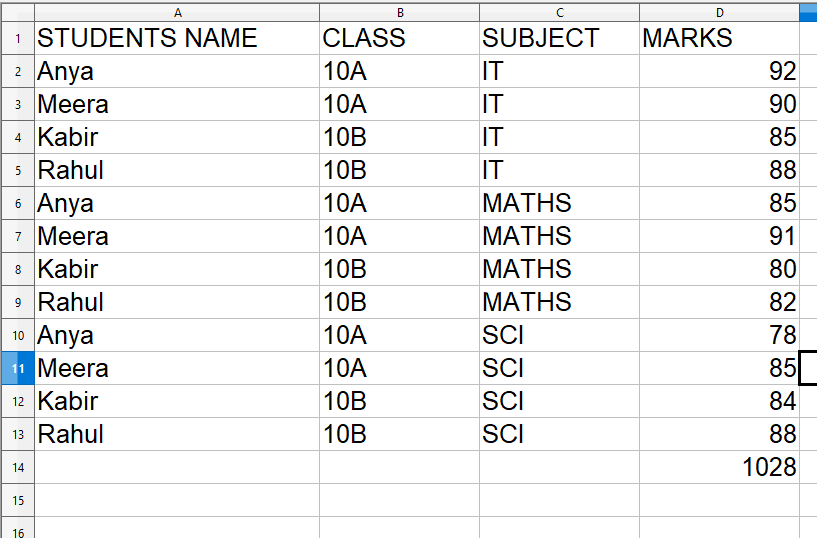 A B C D
1 STUDENTS NAME CLASS SUBJECT MARKS
2 Anya 10A IT 92
3 Meera 10A IT 90
4 Kabir 10B IT 85
5 Rahul 10B IT 88
6 Anya 10A MATHS 85
7 Meera 10A MATHS 91
8 Kabir 10B MATHS 80
9 Rahul 10B MATHS 82
10 Anya 10A SCI 78
11 Meera 10A SCI 85
12 Kabir 10B SCI 84
13 Rahul 10B SCI 88
14 1028
15
16